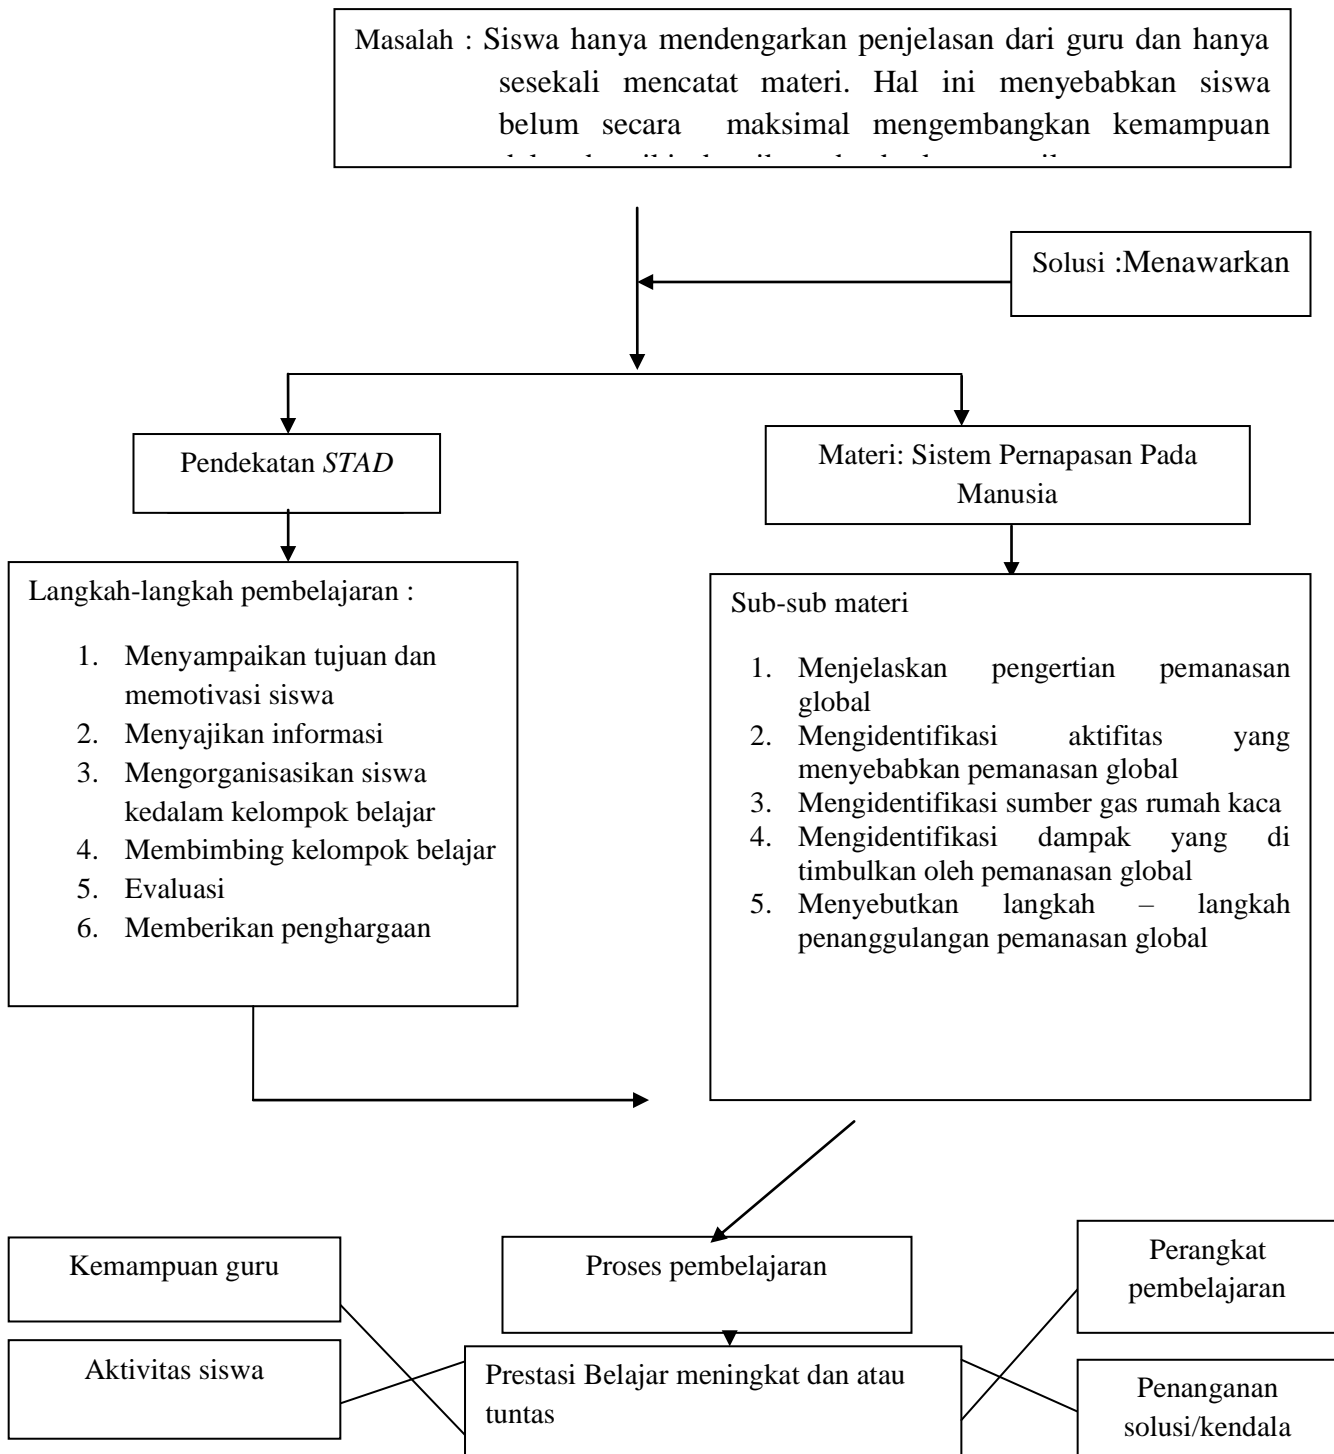 Masalah : Siswa hanya mendengarkan penjelasan dari guru dan hanya
sesekali mencatat materi. Hal ini menyebabkan siswa
belum secara maksimal mengembangkan kemampuan
Solusi :Menawarkan
Pendekatan STAD
Materi: Sistem Pernapasan Pada
Manusia
Langkah-langkah pembelajaran :
1. Menyampaikan tujuan dan
memotivasi siswa
2. Menyajikan informasi
3. Mengorganisasikan siswa
kedalam kelompok belajar
4. Membimbing kelompok belajar
5. Evaluasi
6. Memberikan penghargaan
Sub-sub materi
1. Menjelaskan pengertian pemanasan
global
2. Mengidentifikasi aktifitas yang
menyebabkan pemanasan global
3. Mengidentifikasi sumber gas rumah kaca
4. Mengidentifikasi dampak yang di
timbulkan oleh pemanasan global
5. Menyebutkan langkah – langkah
penanggulangan pemanasan global
Kemampuan guru
Proses pembelajaran
Perangkat
pembelajaran
Aktivitas siswa
Prestasi Belajar meningkat dan atau
tuntas
Penanganan
solusi/kendala